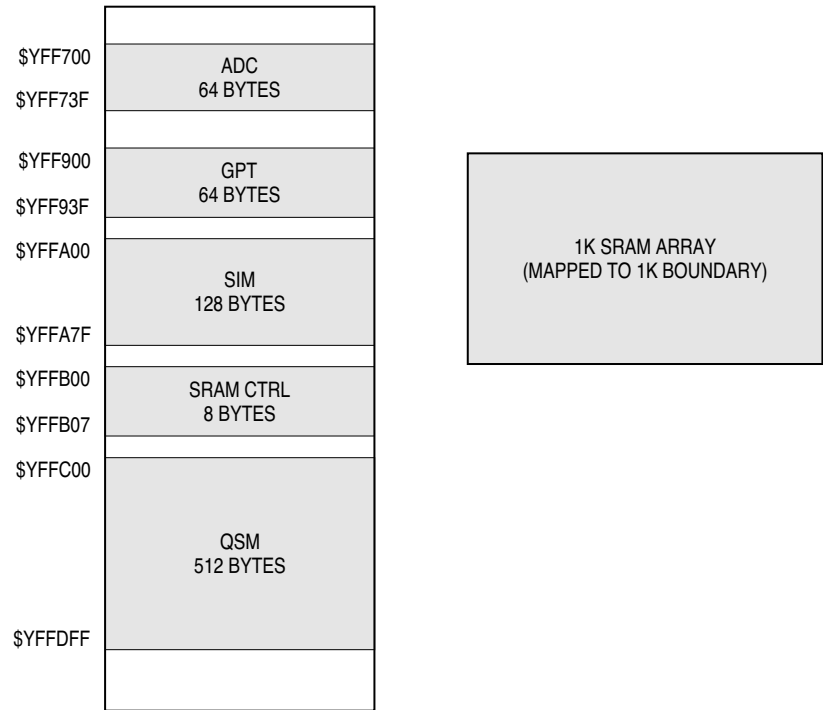 $YFF700
ADC
64 BYTES
$YFF73F
$YFF900
GPT
64 BYTES
$YFF93F
$YFFA00
SIM
128 BYTES
$YFFA7F
$YFFB00
SRAM CTRL
8 BYTES
$YFFB07
$YFFC00
QSM
512 BYTES
$YFFDFF
1K SRAM ARRAY
(MAPPED TO 1K BOUNDARY)